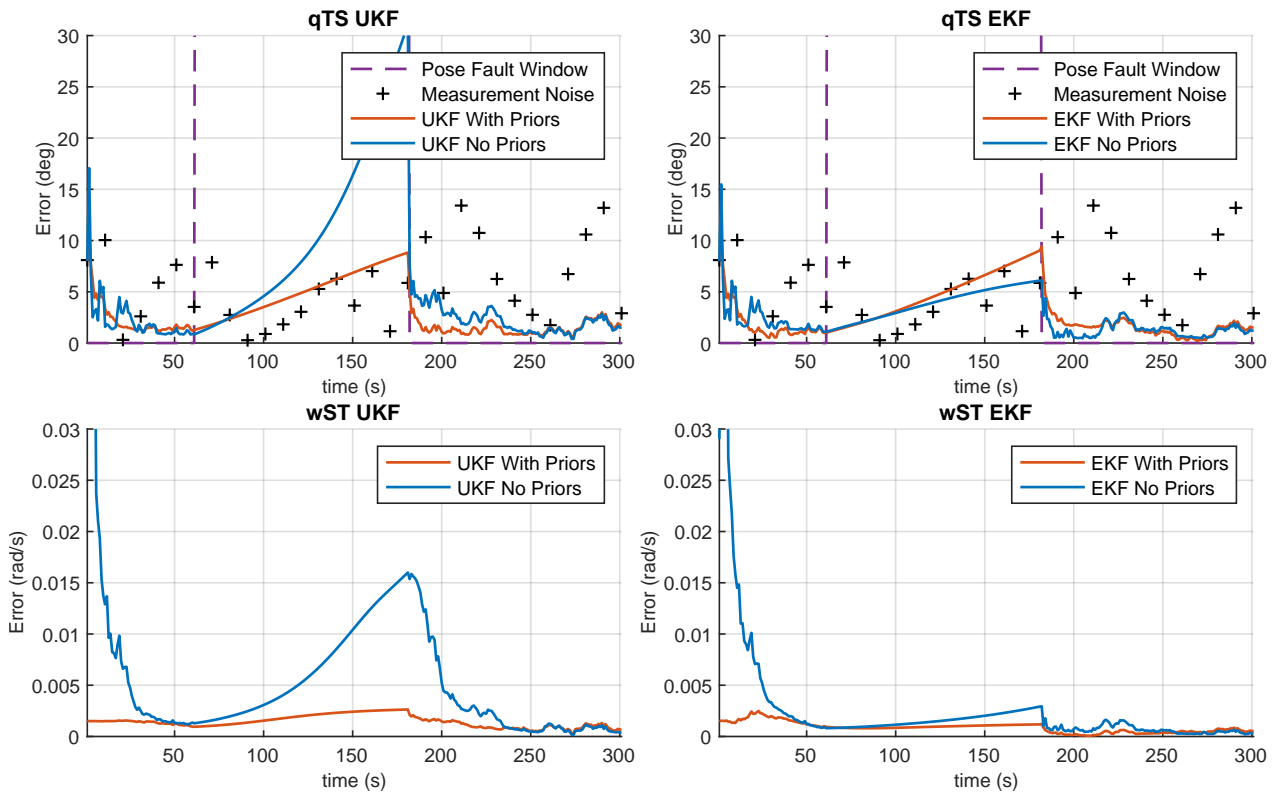 qTS UKF
30
25
20
15
10
5
0
Error (deg)
50
100
150
200
250
300
time (s)
Pose Fault Window
Measurement Noise
UKF With Priors
UKF No Priors
qTS EKF
30
25
20
15
10
5
0
Error (deg)
50
100
150
200
250
300
time (s)
Pose Fault Window
Measurement Noise
EKF With Priors
EKF No Priors
wST UKF
0.03
0.025
0.02
0.015
0.01
0.005
0
Error (rad/s)
50
100
150
200
250
300
time (s)
UKF With Priors
UKF No Priors
wST EKF
0.03
0.025
0.02
0.015
0.01
0.005
0
Error (rad/s)
50
100
150
200
250
300
time (s)
EKF With Priors
EKF No Priors